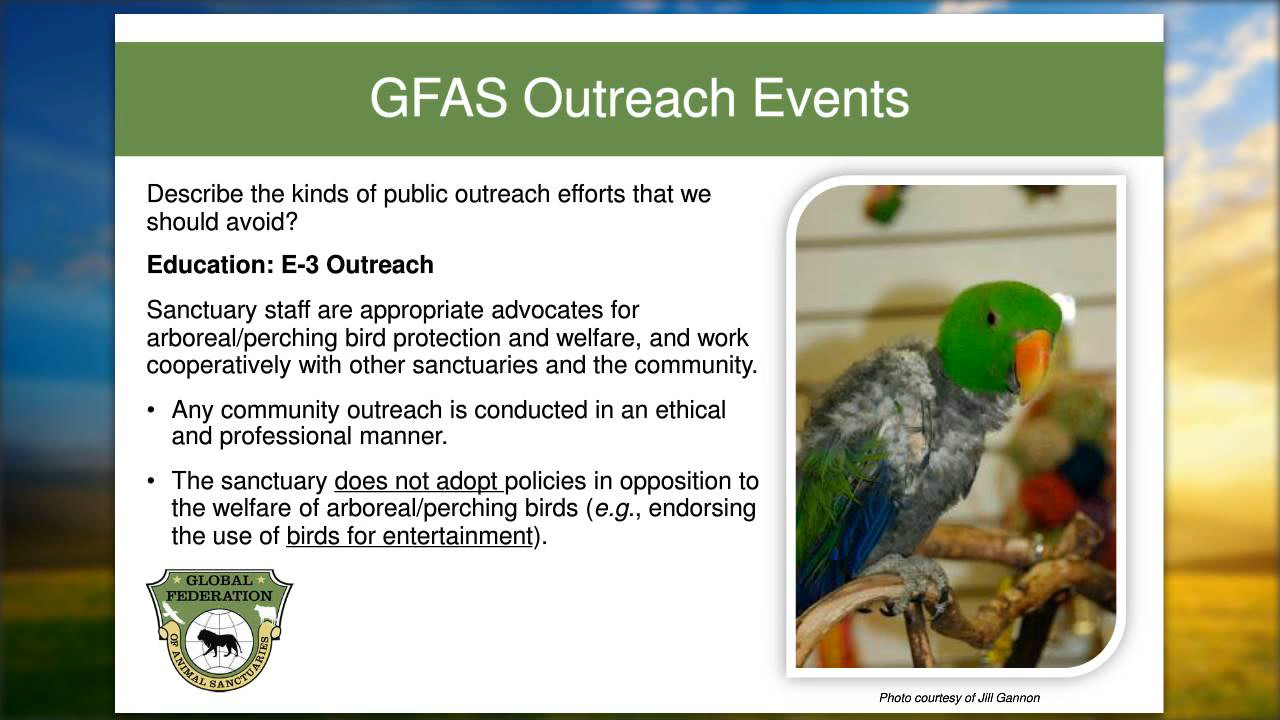 GFAS Outreach Events
Describe the kinds of public outreach efforts that we
should avoid?
Education: E-3 Outreach
Sanctuary staff are appropriate advocates for
arboreal/perching bird protection and welfare, and work
cooperatively with other sanctuaries and the community.
• Any community outreach is conducted in an ethical
and professional manner.
• The sanctuary does not adopt policies in opposition to
the welfare of arboreal/perching birds (e.g., endorsing
the use of birds for entertainment).
GLOBAL
FEDERATION
OF ANIMAL SANCTUARIES
Photo courtesy of Jill Gannon